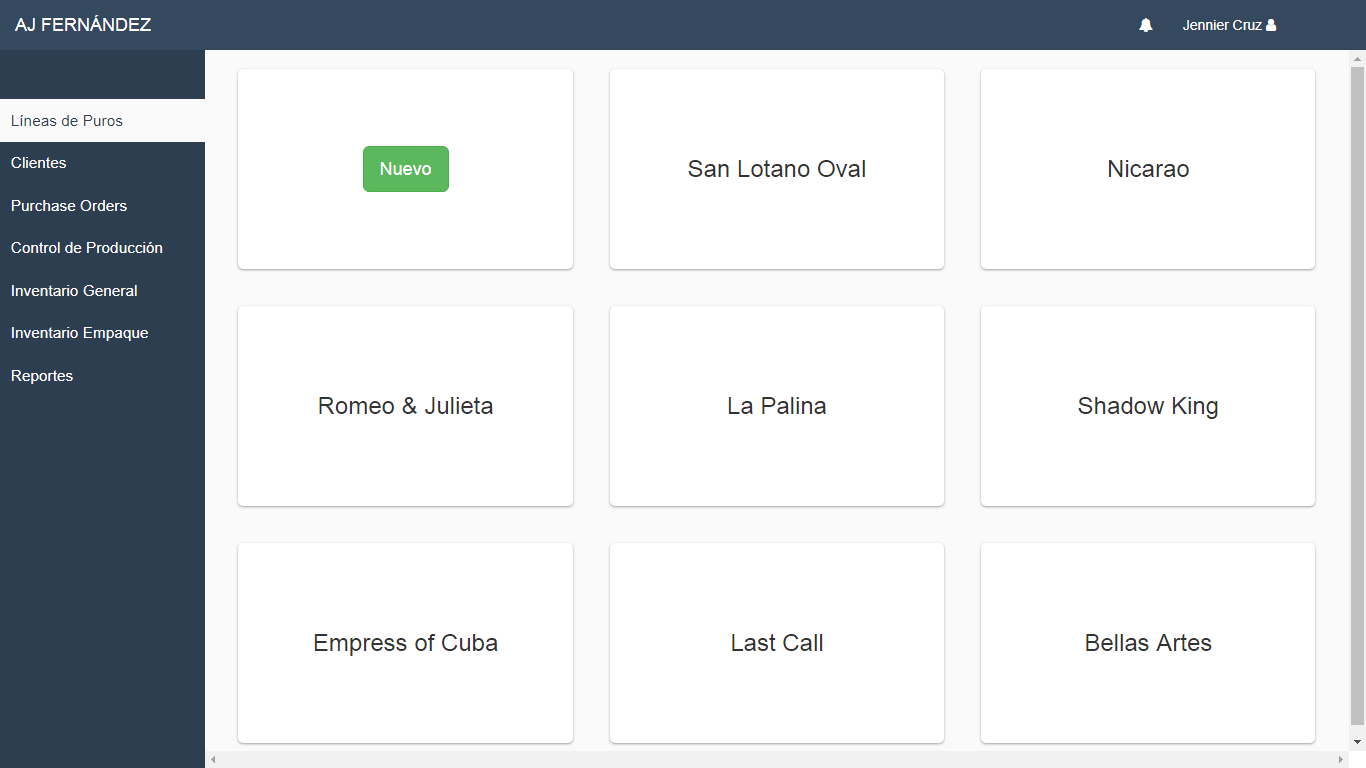 AJ FERNÁNDEZ
Jennier Cruz
Líneas de Puros
Clientes
Purchase Orders
Control de Producción
Inventario General
Inventario Empaque
Reportes
Nuevo
San Lotano Oval
Nicarao
Romeo & Julieta
La Palina
Shadow King
Empress of Cuba
Last Call
Bellas Artes